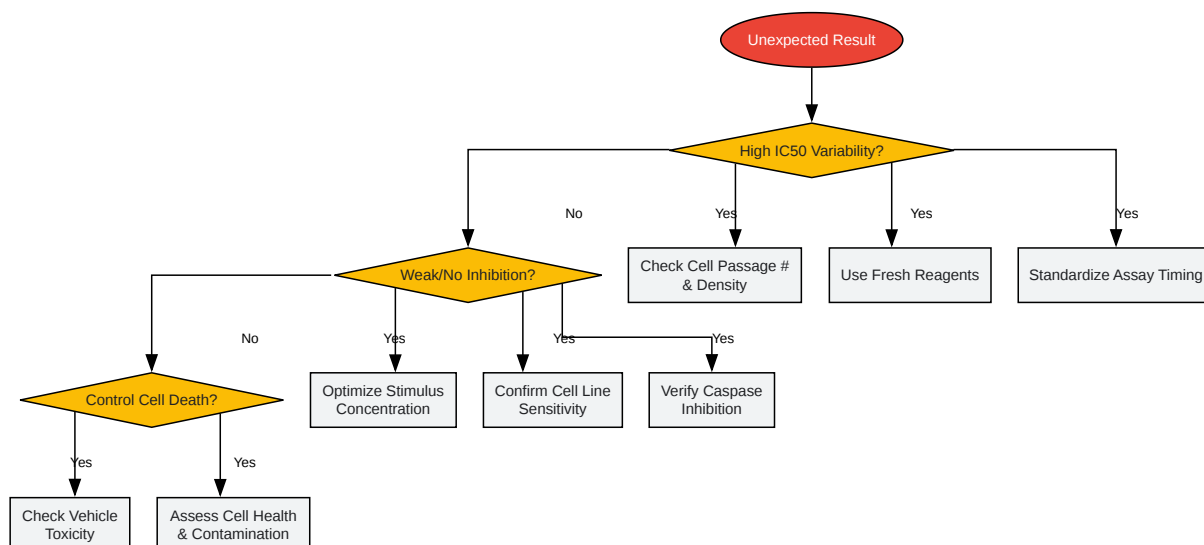 Unexpected Result
High IC50 Variability?
No
Yes
Yes
Yes
Weak/No Inhibition?
Check Cell Passage #
& Density
Use Fresh Reagents
Standardize Assay Timing
No
Yes
Yes
Yes
Control Cell Death?
Optimize Stimulus
Concentration
Confirm Cell Line
Sensitivity
Verify Caspase
Inhibition
Yes
Yes
Check Vehicle
Toxicity
Assess Cell Health
& Contamination